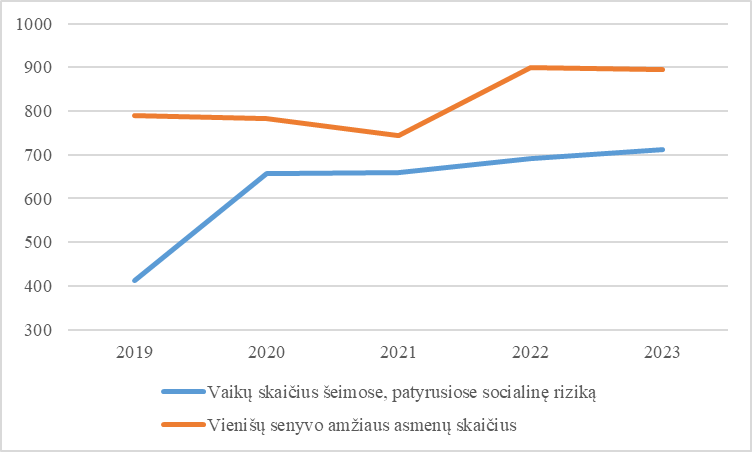 1000
900
800
700
600
500
400
300
2019 2020 2021 2022 2023
Vaikų skaičius šeimose, patyrusiose socialinę riziką
Vienišų senyvo amžiaus asmenų skaičius